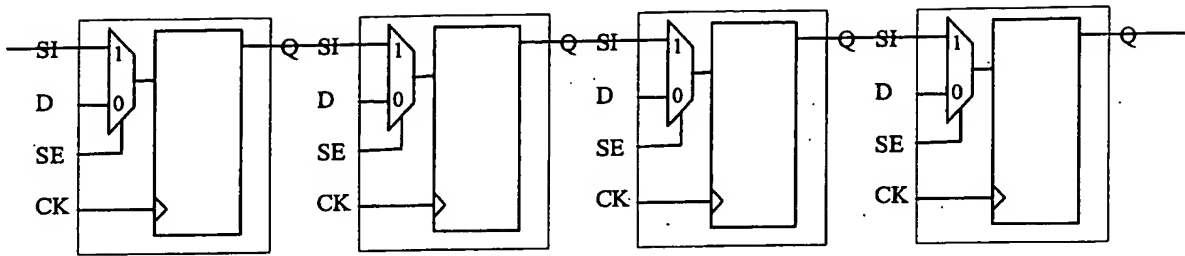 SI 1 Q SI 1 Q SI 1 Q SI 1 Q
D 0 D 0 D 0 D 0
SE SE SE SE
CK CK CK CK